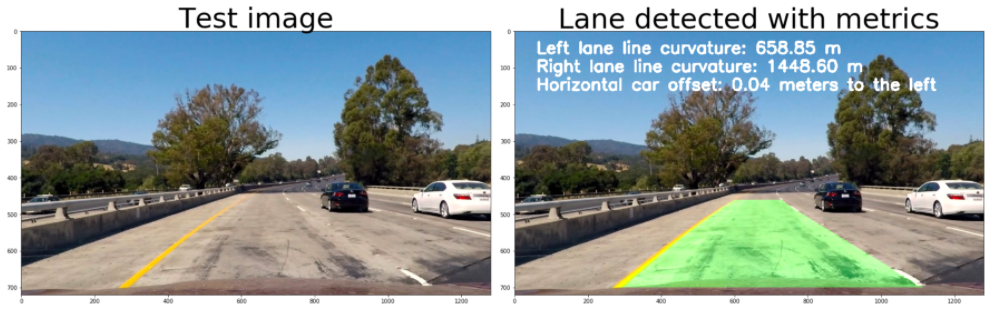 Test image
Lane detected with metrics
0
100
200
300
400
500
600
700
0 200 400 600 800 1000 1200
Left lane line curvature: 658.85 m
Right lane line curvature: 1448.60 m
Horizontal car offset: 0.04 meters to the left
0
100
200
300
400
500
600
700
0 200 400 600 800 1000 1200